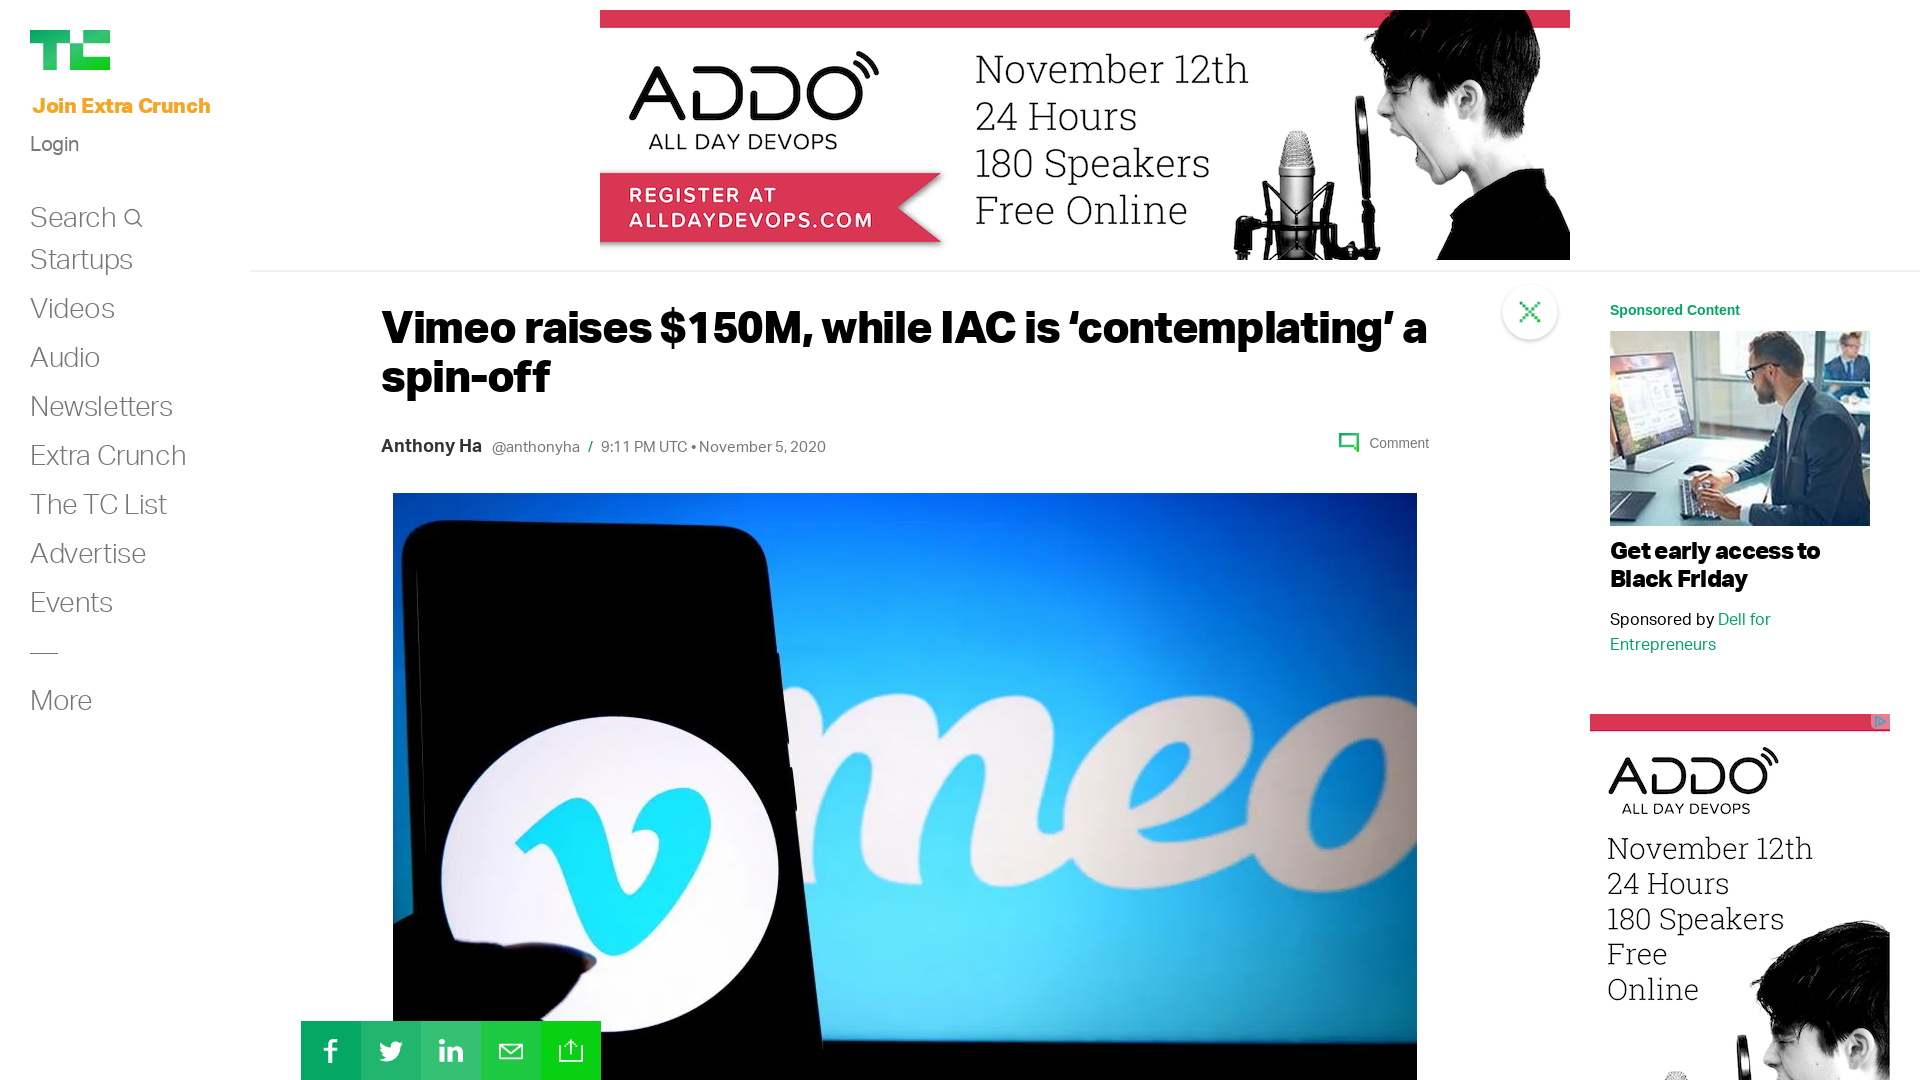 TC
Join Extra Crunch
Login
Search
Startups
Videos
Audio
Newsletters
Extra Crunch
The TC List
Advertise
Events
—
More
ADDO
ALL DAY DEVOPS
REGISTER AT
ALLDAYDEVOPS.COM
November 12th
24 Hours
180 Speakers
Free Online
Vimeo raises $150M, while IAC is ‘contemplating’ a
spin-off
Anthony Ha @anthonyha / 9:11 PM UTC • November 5, 2020
Comment
v
meo
Sponsored Content
Get early access to
Black Friday
Sponsored by Dell for
Entrepreneurs
ADDO
ALL DAY DEVOPS
November 12th
24 Hours
180 Speakers
Free
Online